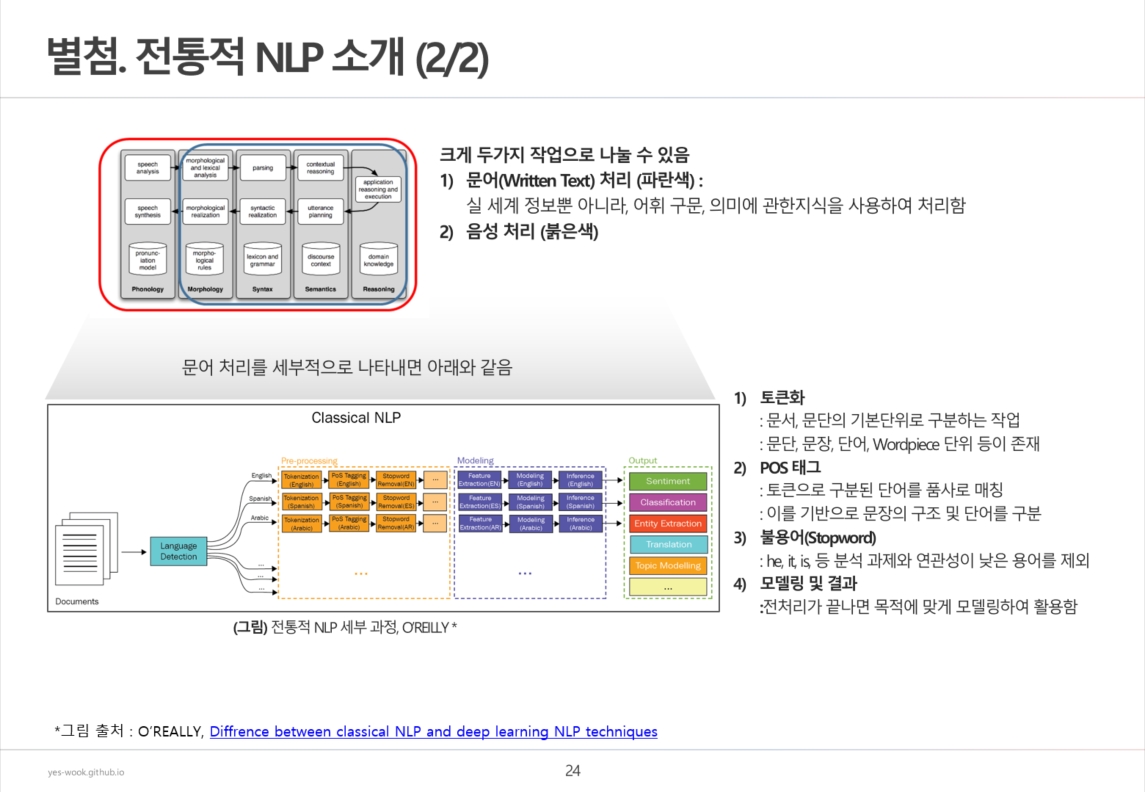 별첨. 전통적 NLP 소개 (2/2)
speech
analysis
morphological
and lexical
analysis
parsing
contextual
reasoning
application
reasoning and
execution
speech
synthesis
morphological
realization
syntactic
realization
utterance
planning
pronunc-
iation
model
morpho-
logical
rules
lexicon and
grammar
discourse
context
domain
knowledge
Phonology
Morphology
Syntax
Semantics
Reasoning
크게 두가지 작업으로 나눌 수 있음
1) 문어(Written Text) 처리 (파란색) :
실 세계 정보뿐 아니라, 어휘 구문, 의미에 관한지식을 사용하여 처리함
2) 음성 처리 (붉은색)
문어 처리를 세부적으로 나타내면 아래와 같음
Classical NLP
Documents
Language
Detection
English
Spanish
Arabic
...
...
...
Pre-processing
Tokenization
(English)
PoS Tagging
(English)
Stopword
Removal(EN)
...
Tokenization
(Spanish)
PoS Tagging
(Spanish)
Stopword
Removal(ES)
...
Tokenization
(Arabic)
PoS Tagging
(Arabic)
Stopword
Removal(AR)
...
...
Modeling
Feature
Extraction(EN)
Modeling
(English)
Inference
(English)
Feature
Extraction(ES)
Modeling
(Spanish)
Inference
(Spanish)
Feature
Extraction(AR)
Modeling
(Arabic)
Inference
(Arabic)
...
Output
Sentiment
Classification
Entity Extraction
Translation
Topic Modelling
...
(그림) 전통적 NLP 세부 과정, O'REILLY *
1) 토큰화
: 문서, 문단의 기본단위로 구분하는 작업
: 문단, 문장, 단어, Wordpiece 단위 등이 존재
2) POS 태그
: 토큰으로 구분된 단어를 품사로 매칭
: 이를 기반으로 문장의 구조 및 단어를 구분
3) 불용어(Stopword)
: he, it, is, 등 분석 과제와 연관성이 낮은 용어를 제외
4) 모델링 및 결과
:전처리가 끝나면 목적에 맞게 모델링하여 활용함
*그림 출처 : O'REALLY, Diffrence between classical NLP and deep learning NLP techniques
yes-wook.github.io
24